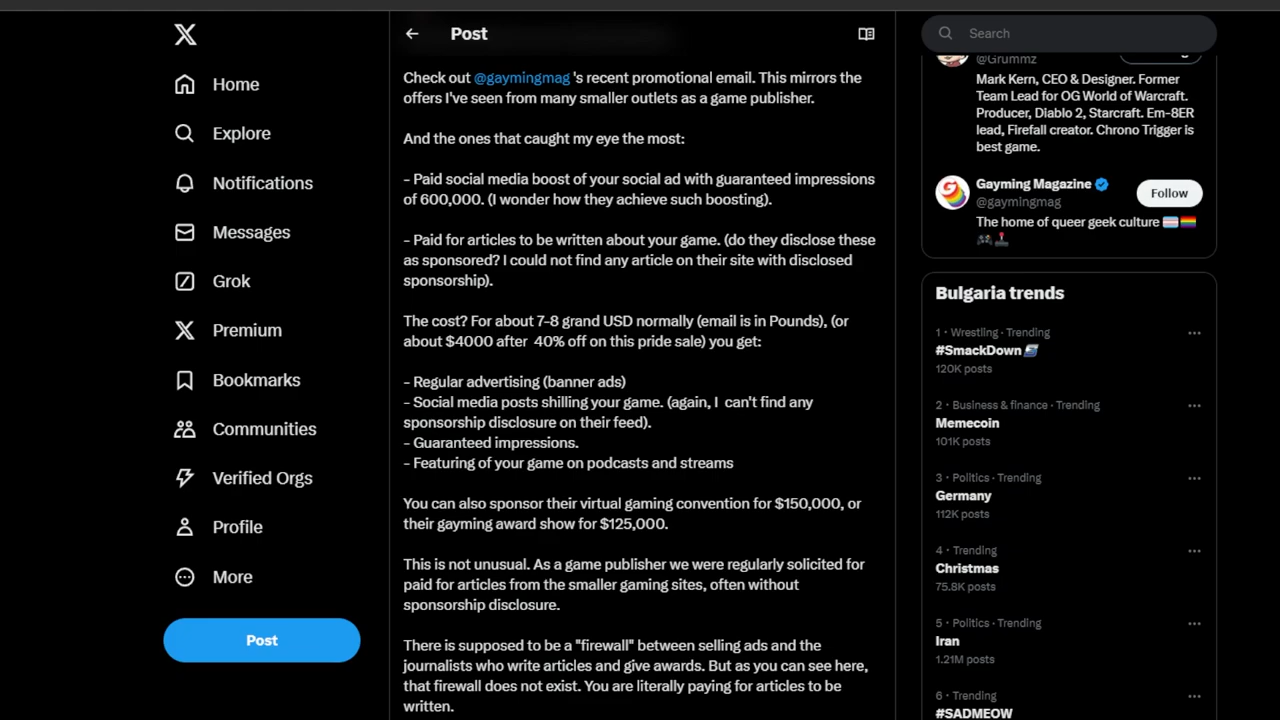 Home
Explore
Notifications
Messages
Grok
Premium
Bookmarks
Communities
Verified Orgs
Profile
More
Post
Post
Check out @gaymingmag 's recent promotional email. This mirrors the
offers I've seen from many smaller outlets as a game publisher.
And the ones that caught my eye the most:
- Paid social media boost of your social ad with guaranteed impressions
of 600,000. (I wonder how they achieve such boosting).
- Paid for articles to be written about your game. (do they disclose these
as sponsored? I could not find any article on their site with disclosed
sponsorship).
The cost? For about 7-8 grand USD normally (email is in Pounds), (or
about $4000 after 40% off on this pride sale) you get:
- Regular advertising (banner ads)
- Social media posts shilling your game. (again, I can't find any
sponsorship disclosure on their feed).
- Guaranteed impressions.
- Featuring of your game on podcasts and streams
You can also sponsor their virtual gaming convention for $150,000, or
their gayming award show for $125,000.
This is not unusual. As a game publisher we were regularly solicited for
paid for articles from the smaller gaming sites, often without
sponsorship disclosure.
There is supposed to be a "firewall" between selling ads and the
journalists who write articles and give awards. But as you can see here,
that firewall does not exist. You are literally paying for articles to be
written.
Search
@Grummz
Mark Kern, CEO & Designer. Former
Team Lead for OG World of Warcraft.
Producer, Diablo 2, Starcraft. Em-8ER
lead, Firefall creator. Chrono Trigger is
best game.
Gayming Magazine
@gaymingmag
Follow
The home of queer geek culture
Bulgaria trends
1 · Wrestling · Trending
#SmackDown
120K posts
2 · Business & finance · Trending
Memecoin
101K posts
3 · Politics · Trending
Germany
112K posts
4 · Trending
Christmas
75.8K posts
5 · Politics · Trending
Iran
1.21M posts
6 · Trending
#SADMEOW